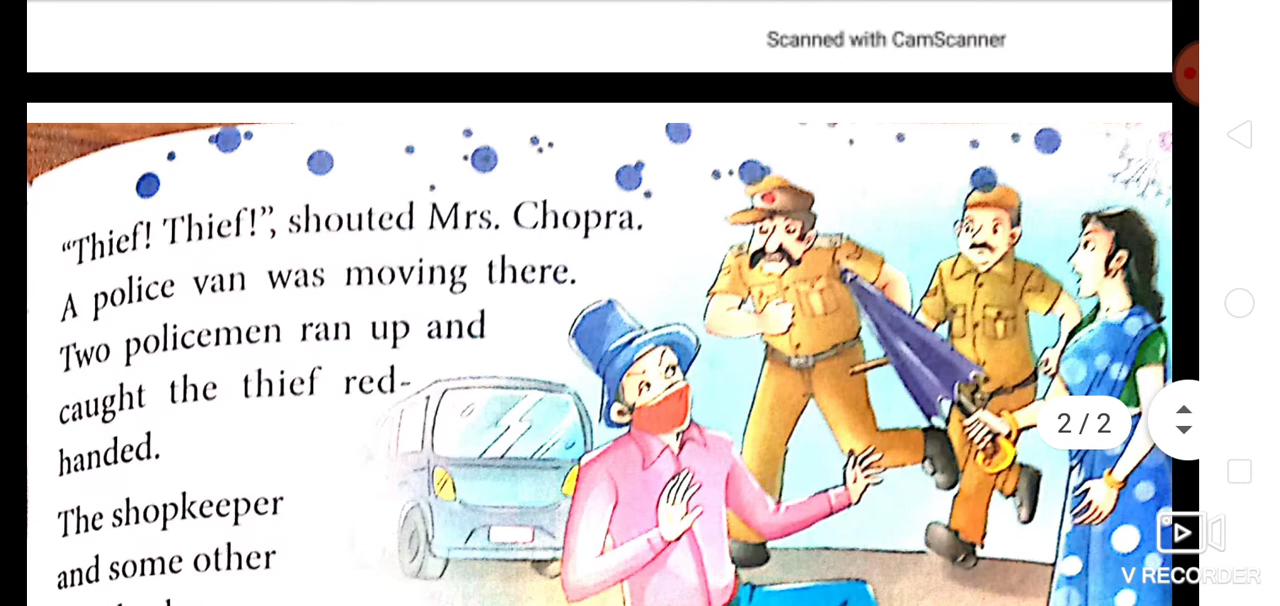 Scanned with CamScanner
“Thief! Thief!”, shouted Mrs. Chopra.
A police van was moving there.
Two policemen ran up and
caught the thief red-
handed.
The shopkeeper
and some other
2 / 2
V RECORDER